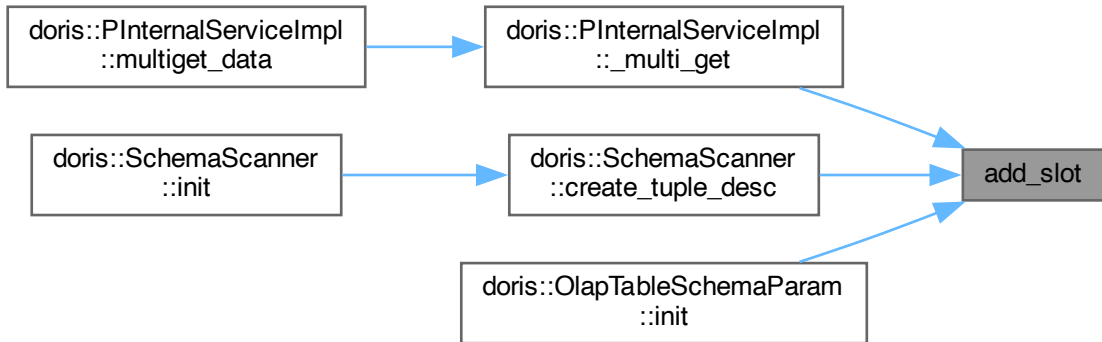 doris::PInternalServiceImpl
::multiget_data
doris::PInternalServiceImpl
::_multi_get
doris::SchemaScanner
::init
doris::SchemaScanner
::create_tuple_desc
add_slot
doris::OlapTableSchemaParam
::init